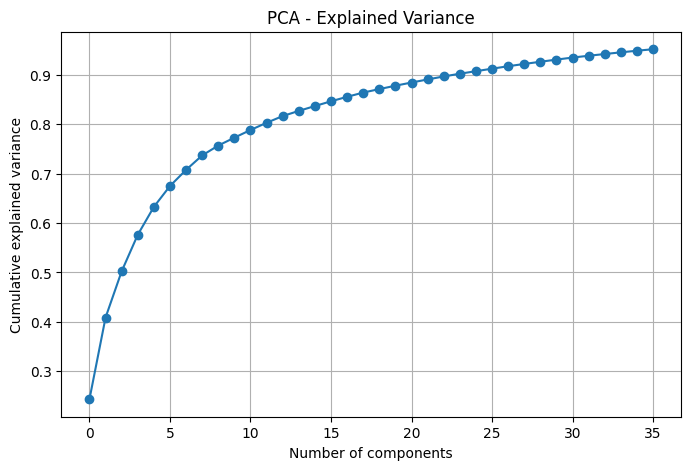 PCA - Explained Variance
Cumulative explained variance
0.9
0.8
0.7
0.6
0.5
0.4
0.3
0 5 10 15 20 25 30 35
Number of components